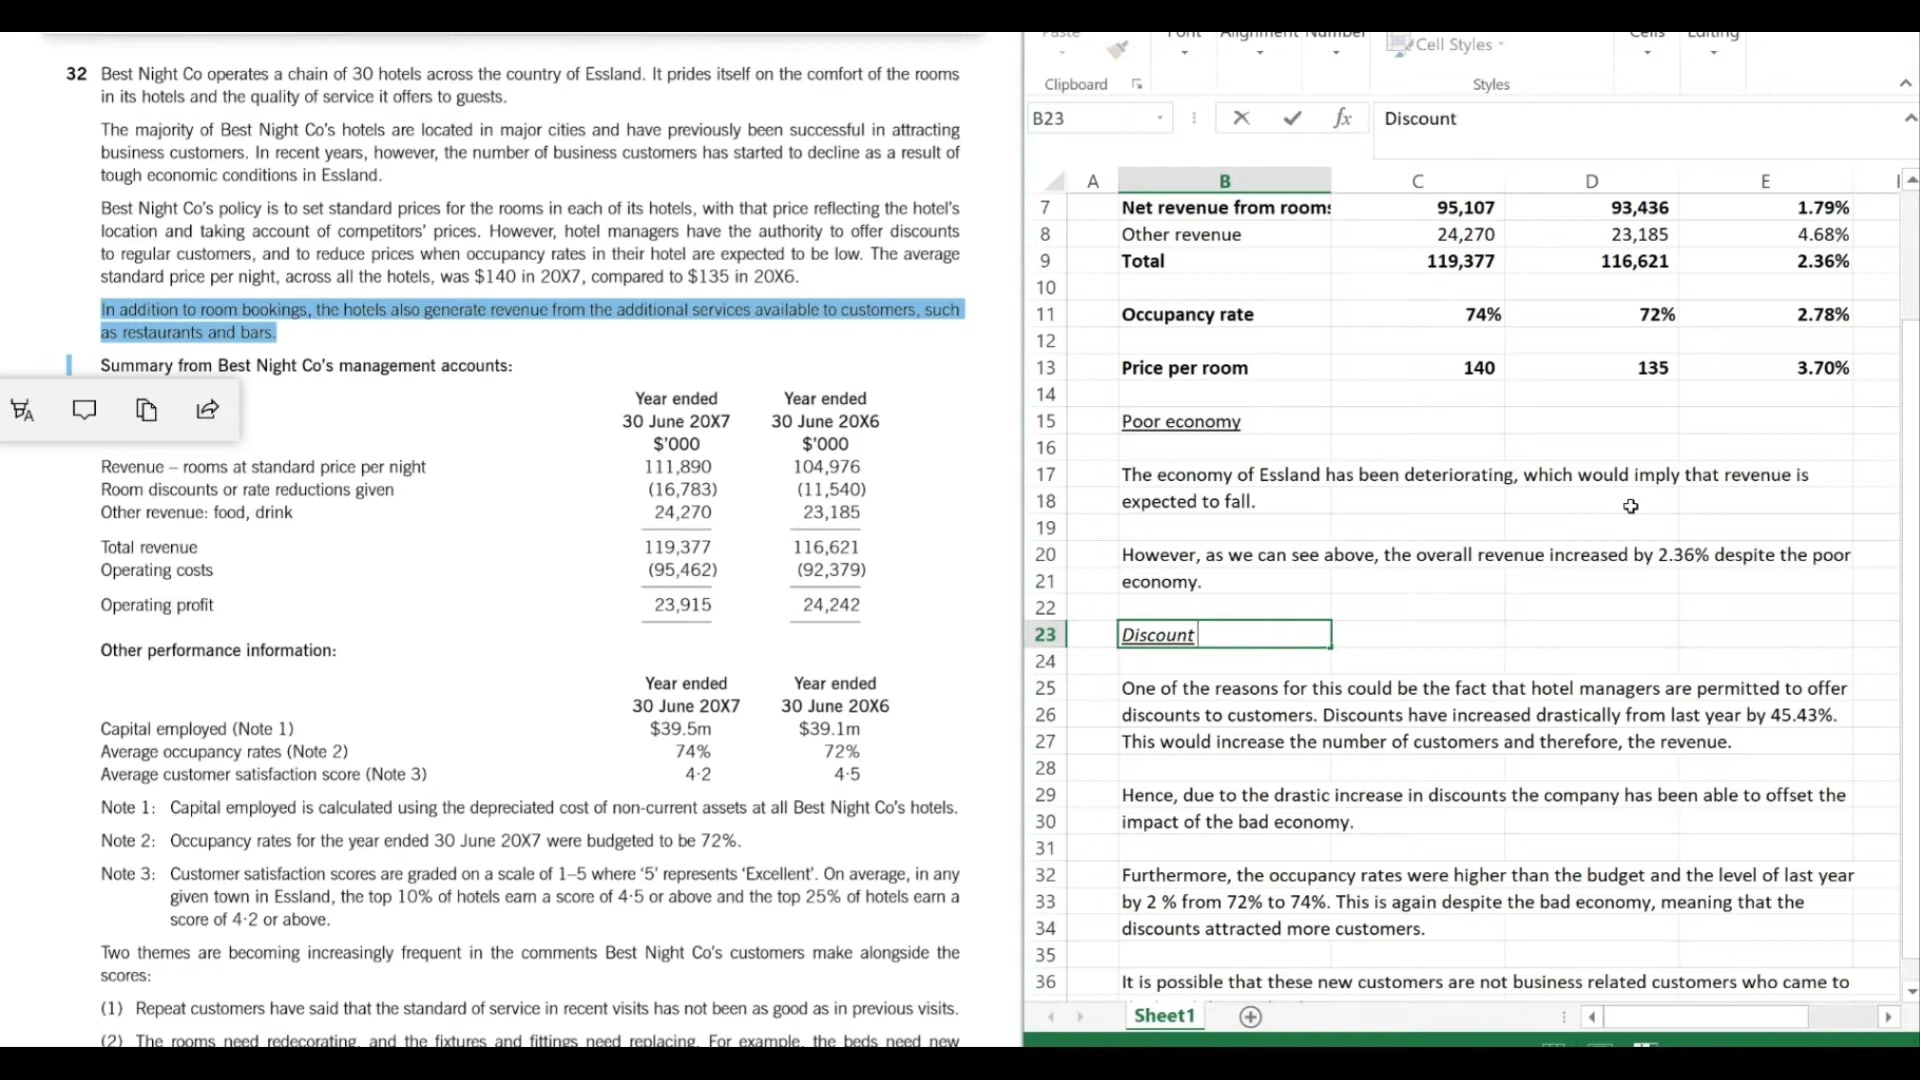 32 Best Night Co operates a chain of 30 hotels across the country of Essland. It prides itself on the comfort of the rooms
in its hotels and the quality of service it offers to guests.
The majority of Best Night Co's hotels are located in major cities and have previously been successful in attracting
business customers. In recent years, however, the number of business customers has started to decline as a result of
tough economic conditions in Essland.
Best Night Co's policy is to set standard prices for the rooms in each of its hotels, with that price reflecting the hotel's
location and taking account of competitors' prices. However, hotel managers have the authority to offer discounts
to regular customers, and to reduce prices when occupancy rates in their hotel are expected to be low. The average
standard price per night, across all the hotels, was $140 in 20X7, compared to $135 in 20X6.
In addition to room bookings, the hotels also generate revenue from the additional services available to customers, such
as restaurants and bars.
Summary from Best Night Co's management accounts:
Year ended Year ended
30 June 20X7 30 June 20X6
$'000 $'000
Revenue – rooms at standard price per night 111,890 104,976
Room discounts or rate reductions given (16,783) (11,540)
Other revenue: food, drink 24,270 23,185
Total revenue 119,377 116,621
Operating costs (95,462) (92,379)
Operating profit 23,915 24,242
Other performance information:
Year ended Year ended
30 June 20X7 30 June 20X6
Capital employed (Note 1) $39.5m $39.1m
Average occupancy rates (Note 2) 74% 72%
Average customer satisfaction score (Note 3) 4·2 4·5
Note 1: Capital employed is calculated using the depreciated cost of non-current assets at all Best Night Co's hotels.
Note 2: Occupancy rates for the year ended 30 June 20X7 were budgeted to be 72%.
Note 3: Customer satisfaction scores are graded on a scale of 1–5 where '5' represents 'Excellent'. On average, in any
given town in Essland, the top 10% of hotels earn a score of 4·5 or above and the top 25% of hotels earn a
score of 4·2 or above.
Two themes are becoming increasingly frequent in the comments Best Night Co's customers make alongside the
scores:
(1) Repeat customers have said that the standard of service in recent visits has not been as good as in previous visits.
(2) The rooms need redecorating, and the fixtures and fittings need replacing. For example, the beds need new
Paste Font Alignment Number Cell Styles Cells Editing
Clipboard Styles
B23 fx Discount
A B C D E
7 Net revenue from rooms 95,107 93,436 1.79%
8 Other revenue 24,270 23,185 4.68%
9 Total 119,377 116,621 2.36%
10
11 Occupancy rate 74% 72% 2.78%
12
13 Price per room 140 135 3.70%
14
15 Poor economy
16
17 The economy of Essland has been deteriorating, which would imply that revenue is
18 expected to fall.
19
20 However, as we can see above, the overall revenue increased by 2.36% despite the poor
21 economy.
22
23 Discount
24
25 One of the reasons for this could be the fact that hotel managers are permitted to offer
26 discounts to customers. Discounts have increased drastically from last year by 45.43%.
27 This would increase the number of customers and therefore, the revenue.
28
29 Hence, due to the drastic increase in discounts the company has been able to offset the
30 impact of the bad economy.
31
32 Furthermore, the occupancy rates were higher than the budget and the level of last year
33 by 2 % from 72% to 74%. This is again despite the bad economy, meaning that the
34 discounts attracted more customers.
35
36 It is possible that these new customers are not business related customers who came to
Sheet1